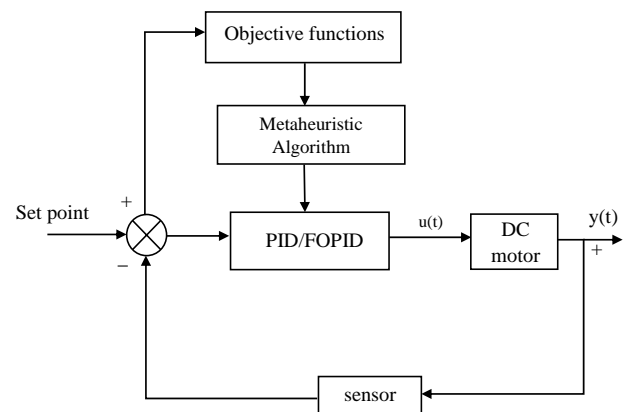 Objective functions
Metaheuristic
Algorithm
Set point
+
−
PID/FOPID
u(t)
DC
motor
y(t)
+
sensor